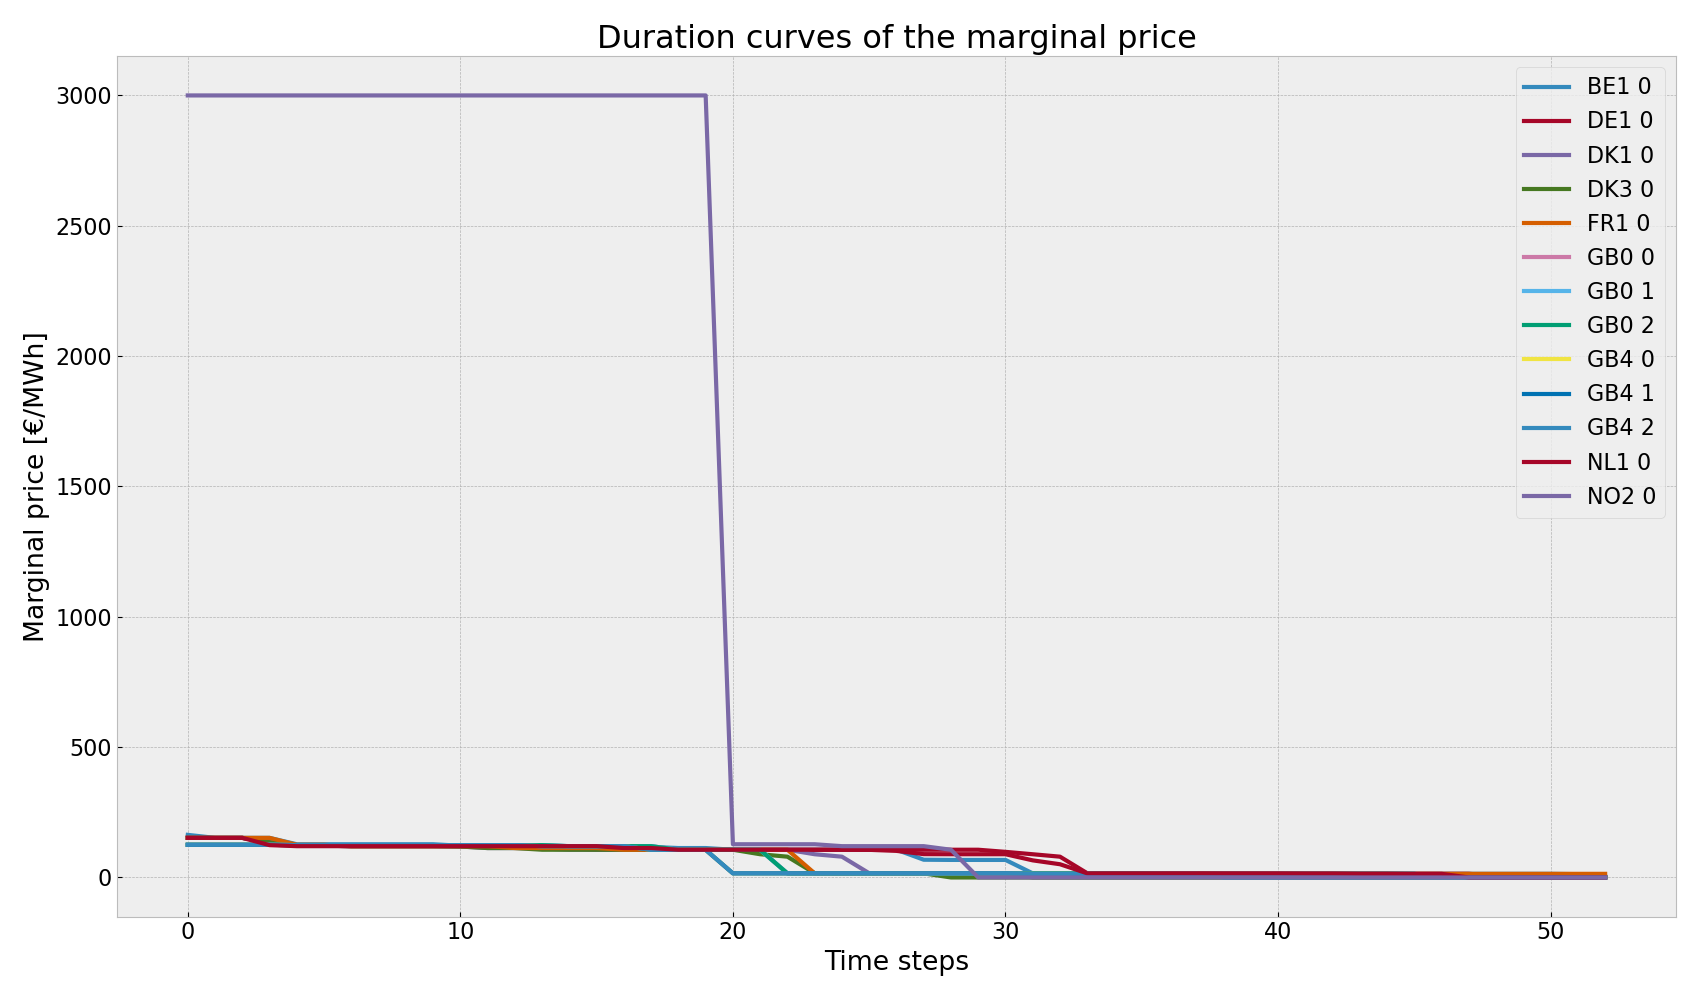 Duration curves of the marginal price
Marginal price [€/MWh]
3000
2500
2000
1500
1000
500
0
0 10 20 30 40 50
Time steps
BE1 0
DE1 0
DK1 0
DK3 0
FR1 0
GB0 0
GB0 1
GB0 2
GB4 0
GB4 1
GB4 2
NL1 0
NO2 0